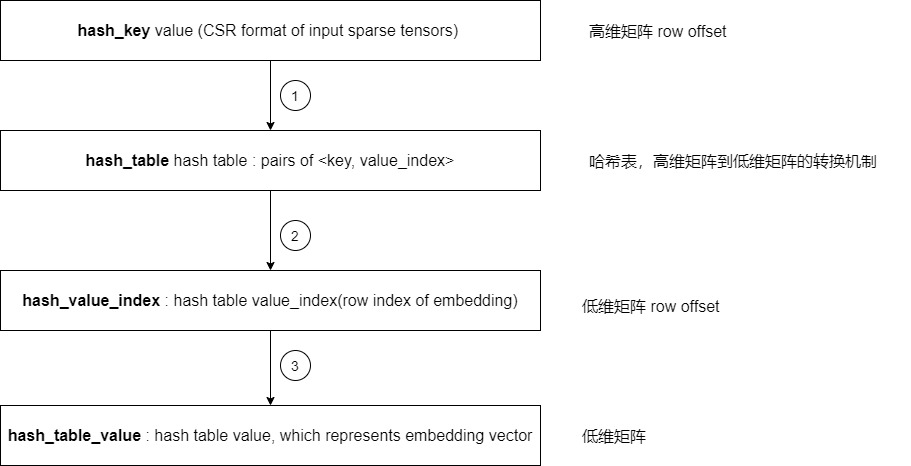 hash_key value (CSR format of input sparse tensors)
高维矩阵 row offset
1
hash_table hash table : pairs of <key, value_index>
哈希表，高维矩阵到低维矩阵的转换机制
2
hash_value_index : hash table value_index(row index of embedding)
低维矩阵 row offset
3
hash_table_value : hash table value, which represents embedding vector
低维矩阵